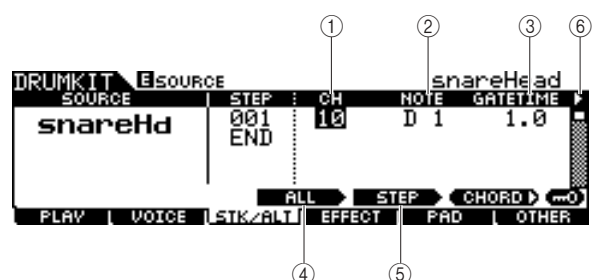 ① ② ③ ⑥
DRUMKIT E SOURCE snareHead
SOURCE STEP CH NOTE GATETIME
snareHd 001 10 D 1 1.0
END
ALL STEP CHORD
PLAY VOICE STK/ALT EFFECT PAD OTHER
④ ⑤